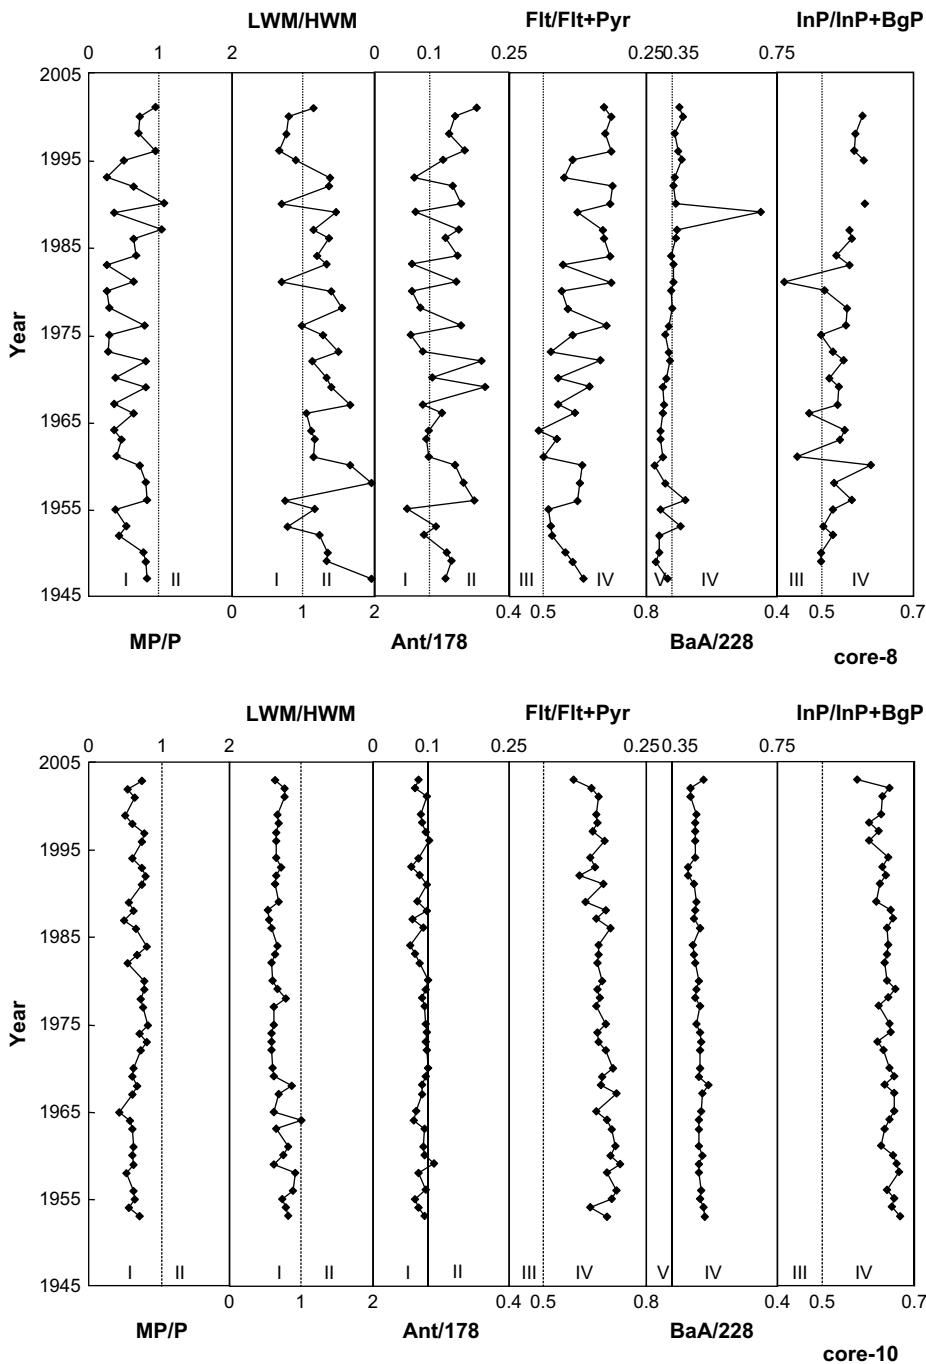 LWM/HWM Flt/Flt+Pyr InP/InP+BgP
0 1 2 0 0.1 0.25 0.25 0.35 0.75
2005
1995
1985
1975
1965
1955
1945
Year
I II I II I II III IV V IV III IV
0 1 2 0.4 0.5 0.8 0.4 0.5 0.7
MP/P Ant/178 BaA/228
core-8
LWM/HWM Flt/Flt+Pyr InP/InP+BgP
0 1 2 0 0.1 0.25 0.25 0.35 0.75
2005
1995
1985
1975
1965
1955
1945
Year
I II I II I II III IV V IV III IV
0 1 2 0.4 0.5 0.8 0.4 0.5 0.7
MP/P Ant/178 BaA/228
core-10